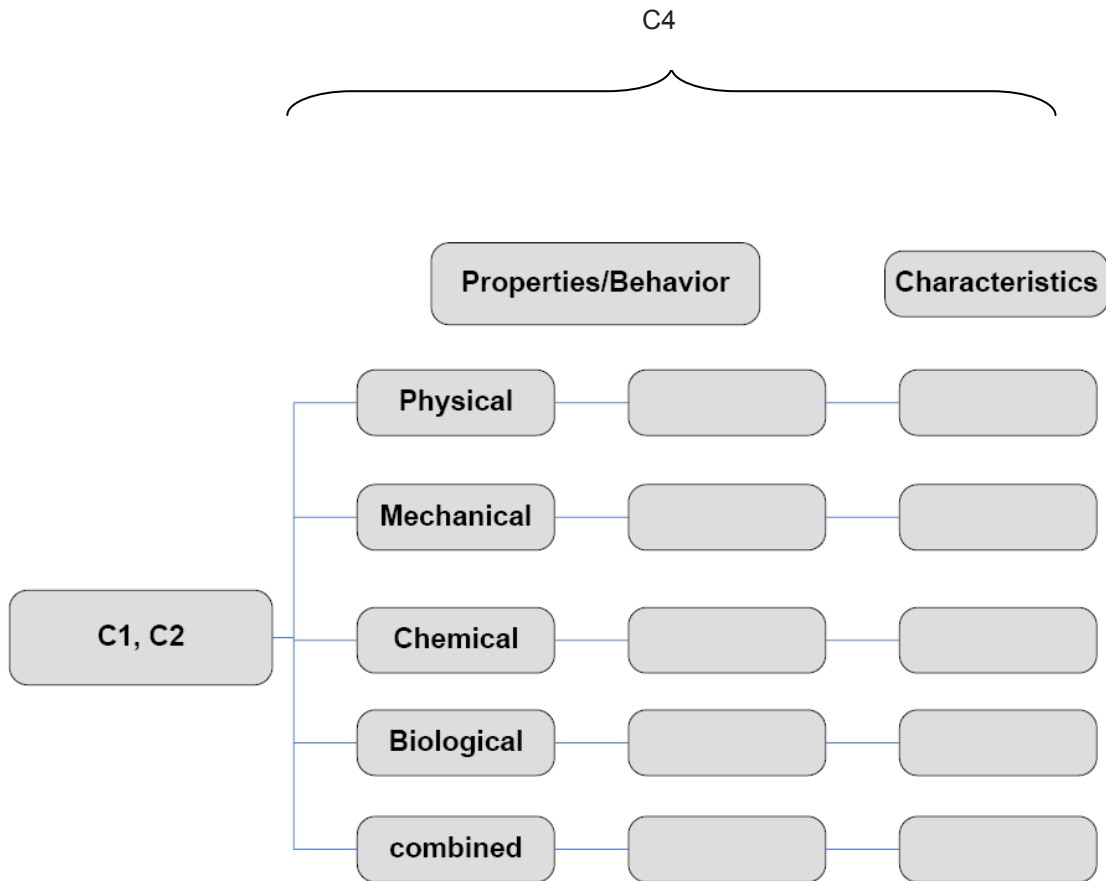 C4
Properties/Behavior
Characteristics
Physical
Mechanical
C1, C2
Chemical
Biological
combined